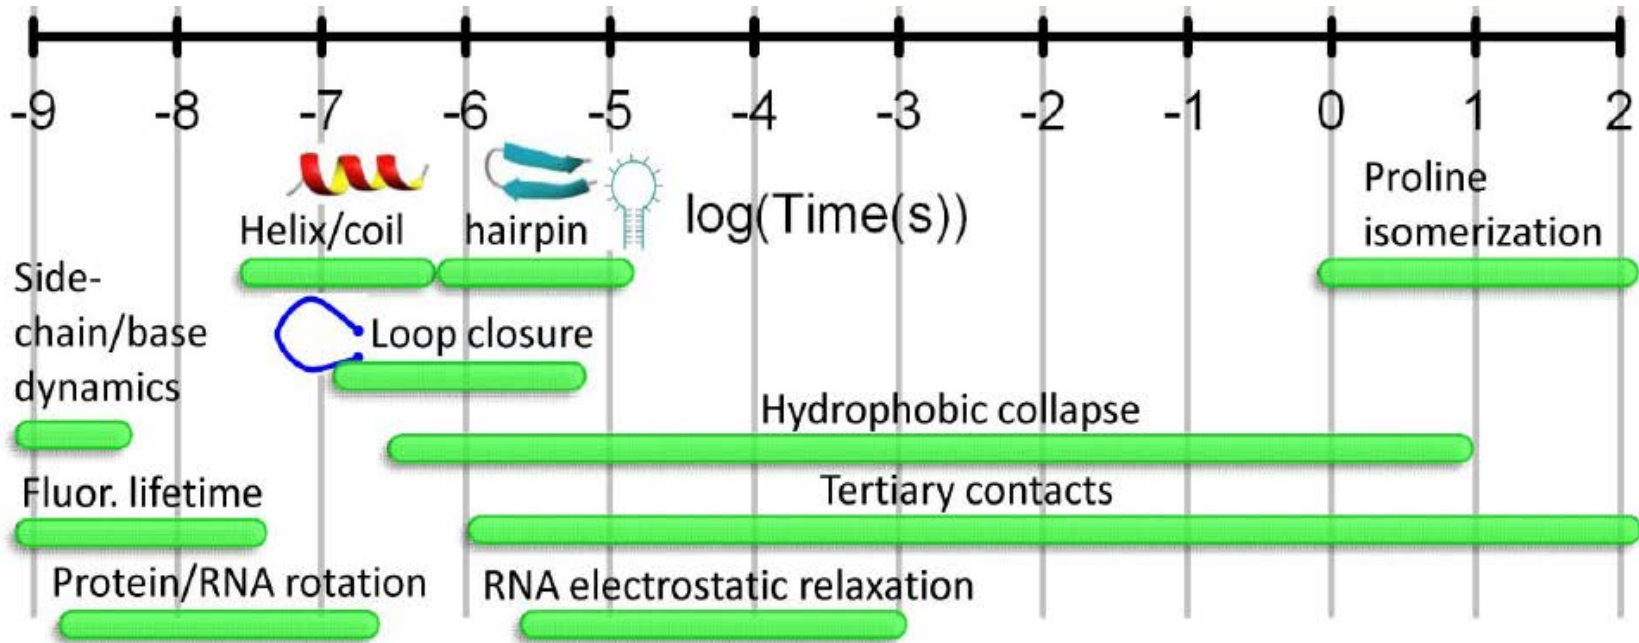 -9 -8 -7 -6 -5 -4 -3 -2 -1 0 1 2
log(Time(s))
Helix/coil
hairpin
Proline
isomerization
Side-
chain/base
dynamics
Loop closure
Hydrophobic collapse
Fluor. lifetime
Tertiary contacts
Protein/RNA rotation
RNA electrostatic relaxation